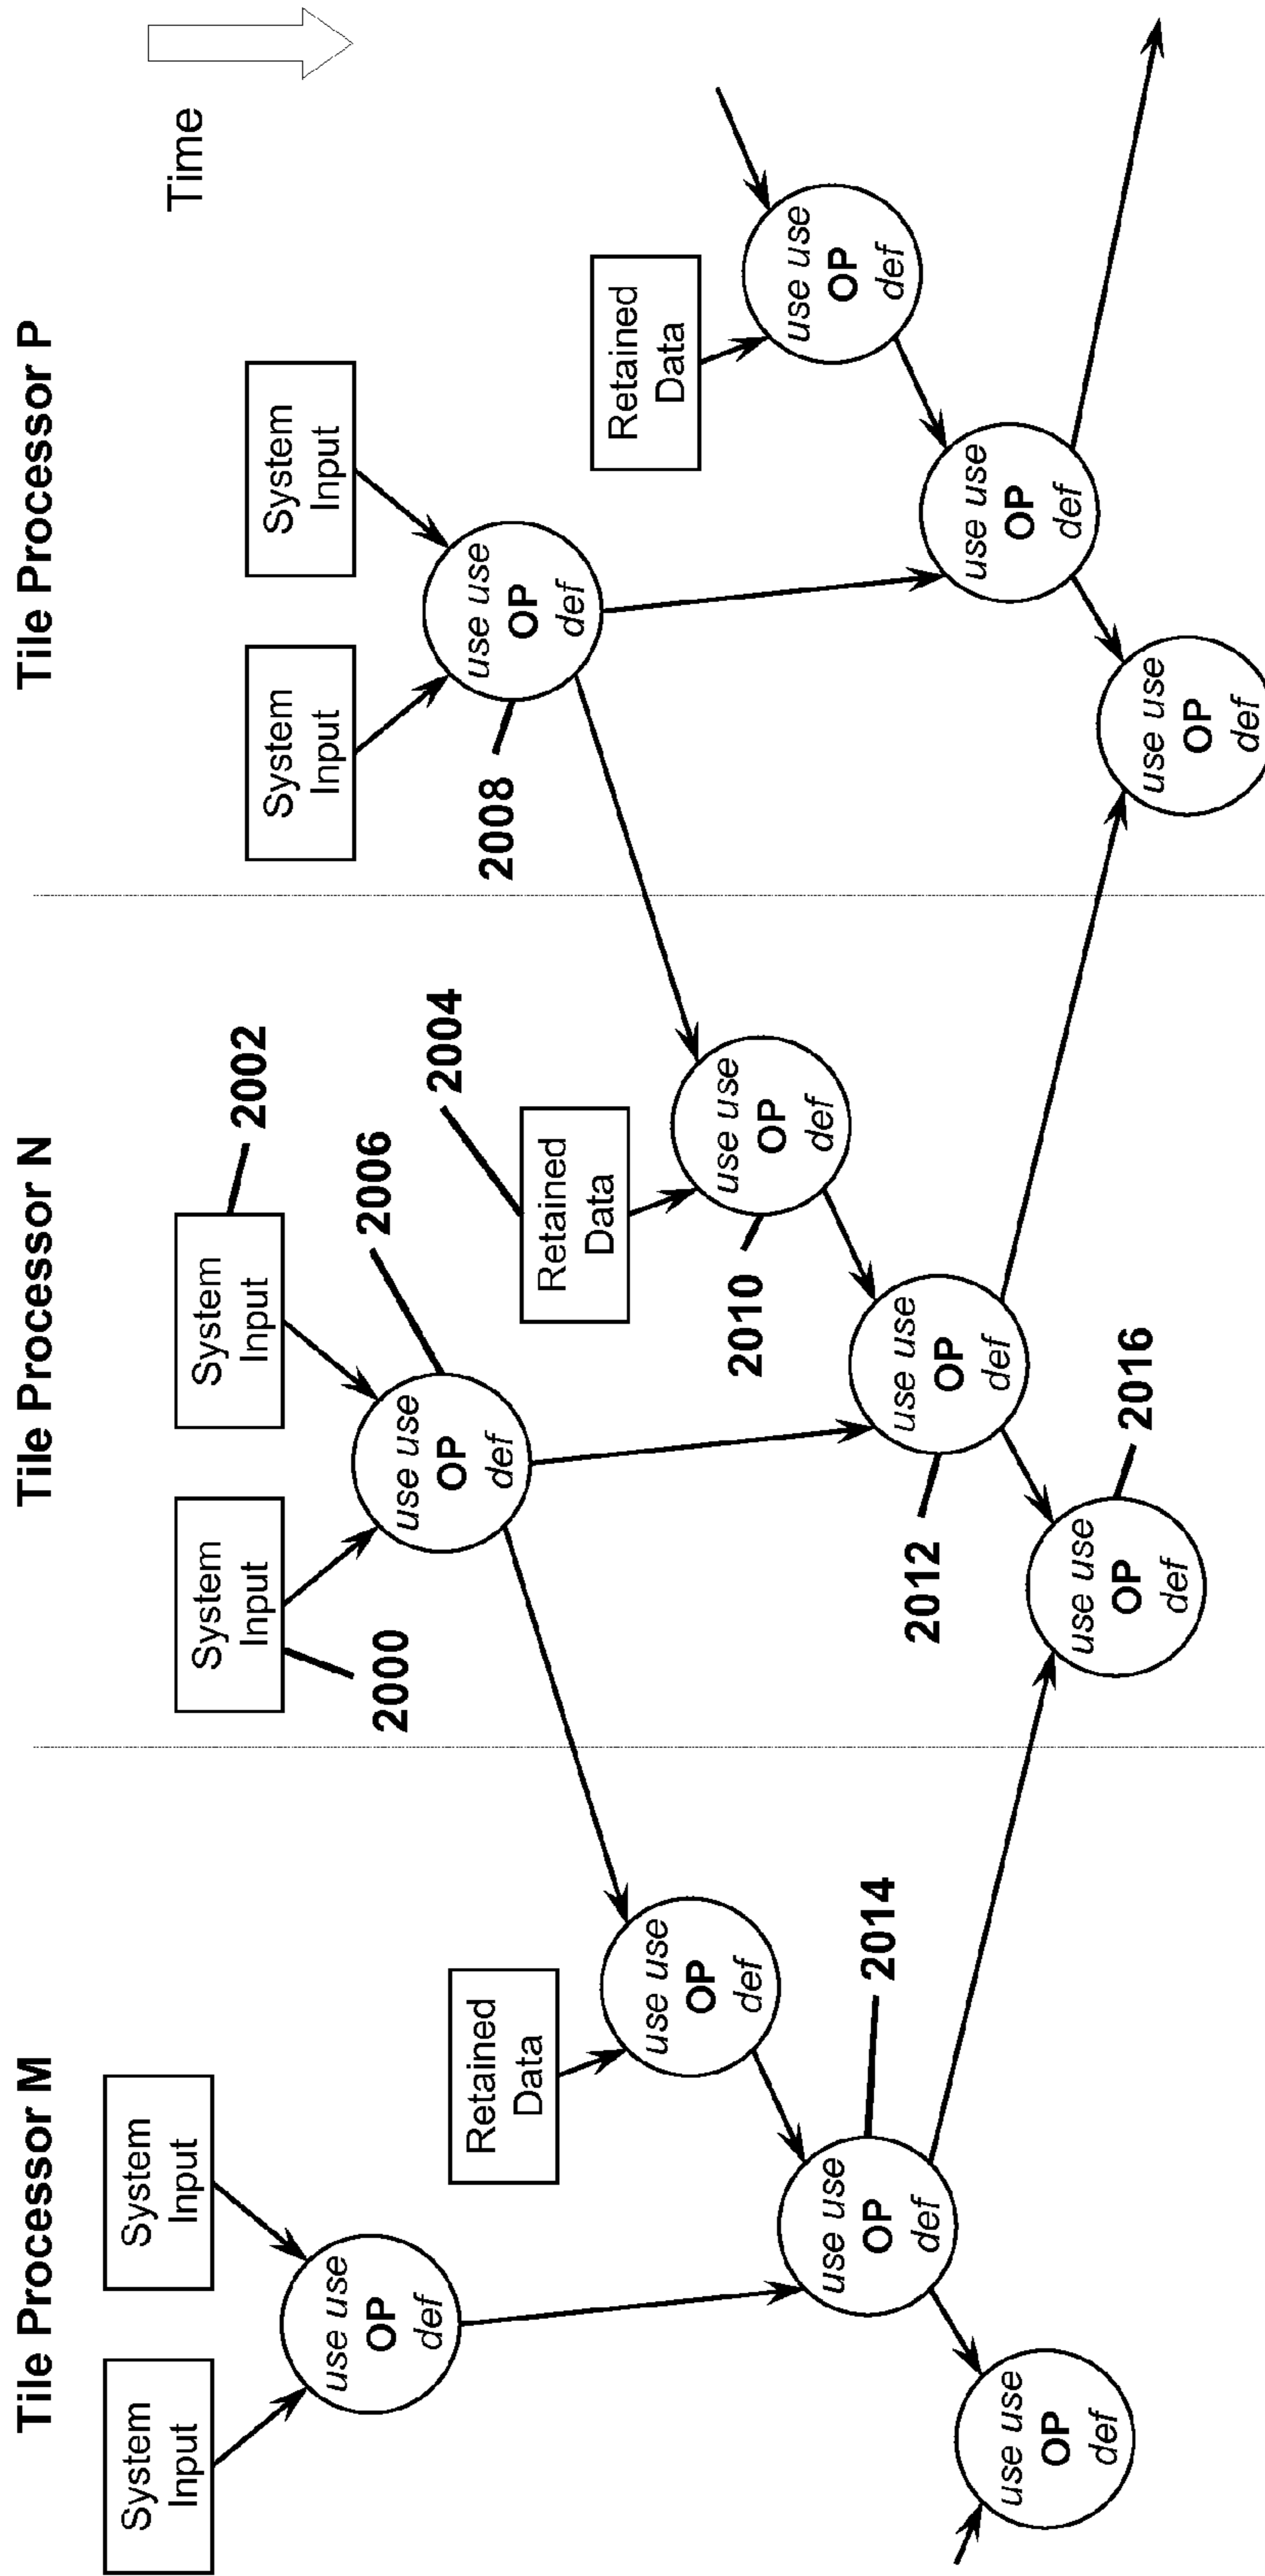 Tile Processor M
System
Input
System
Input
use use
OP
def
Retained
Data
use use
OP
def
use use
OP
def
2014
use use
OP
def
Tile Processor N
System
Input
2000
System
Input
2002
use use
OP
def
2006
Retained
Data
2004
use use
OP
def
2010
use use
OP
def
2012
use use
OP
def
2016
Tile Processor P
Time
System
Input
System
Input
use use
OP
def
2008
Retained
Data
use use
OP
def
use use
OP
def
use use
OP
def